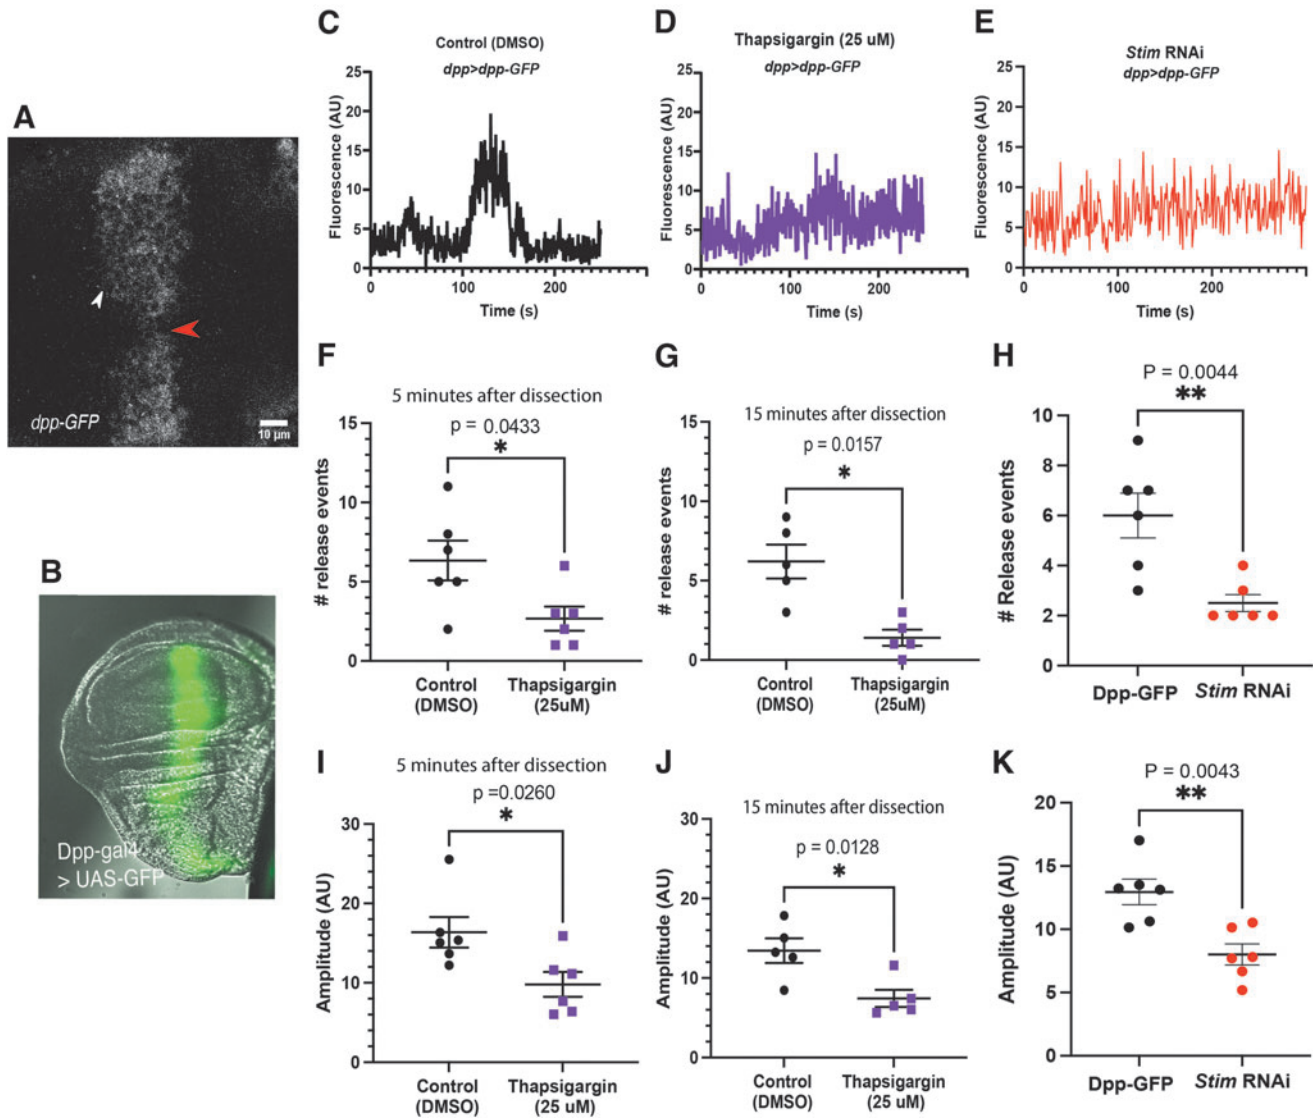 A
dpp-GFP
10 µm
B
Dpp-gal4
> UAS-GFP
C
Control (DMSO)
dpp>dpp-GFP
Fluorescence (AU)
25
20
15
10
5
0
0
100
200
Time (s)
D
Thapsigargin (25 uM)
dpp>dpp-GFP
Fluorescence (AU)
25
20
15
10
5
0
0
100
200
Time (s)
E
Stim RNAi
dpp>dpp-GFP
Fluorescence (AU)
25
20
15
10
5
0
0
100
200
Time (s)
F
5 minutes after dissection
p = 0.0433
*
# release events
15
10
5
0
Control
(DMSO)
Thapsigargin
(25uM)
G
15 minutes after dissection
p = 0.0157
*
# release events
15
10
5
0
Control
(DMSO)
Thapsigargin
(25uM)
H
P = 0.0044
**
# Release events
10
8
6
4
2
0
Dpp-GFP
Stim RNAi
I
5 minutes after dissection
p =0.0260
*
Amplitude (AU)
30
20
10
0
Control
(DMSO)
Thapsigargin
(25 uM)
J
15 minutes after dissection
p = 0.0128
*
Amplitude (AU)
30
20
10
0
Control
(DMSO)
Thapsigargin
(25 uM)
K
P = 0.0043
**
Amplitude (AU)
20
15
10
5
0
Dpp-GFP
Stim RNAi